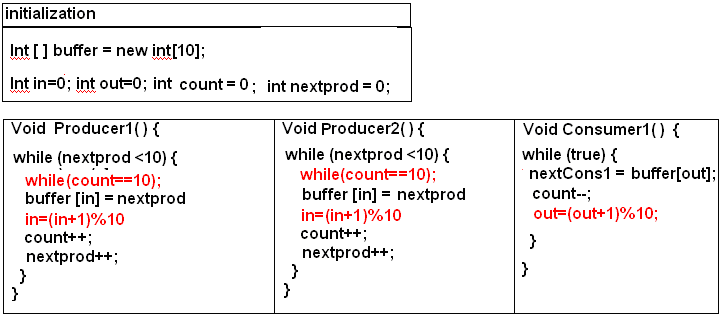 initialization
Int [ ] buffer = new int[10];
Int in=0; int out=0; int count = 0 ; int nextprod = 0;
Void Producer1( ) {
while (nextprod <10) {
while(count==10);
buffer [in] = nextprod
in=(in+1)%10
count++;
nextprod++;
}
}
Void Producer2( ) {
while (nextprod <10) {
while(count==10);
buffer [in] = nextprod
in=(in+1)%10
count++;
nextprod++;
}
}
Void Consumer1( ) {
while (true) {
nextCons1 = buffer[out];
count--;
out=(out+1)%10;
}
}